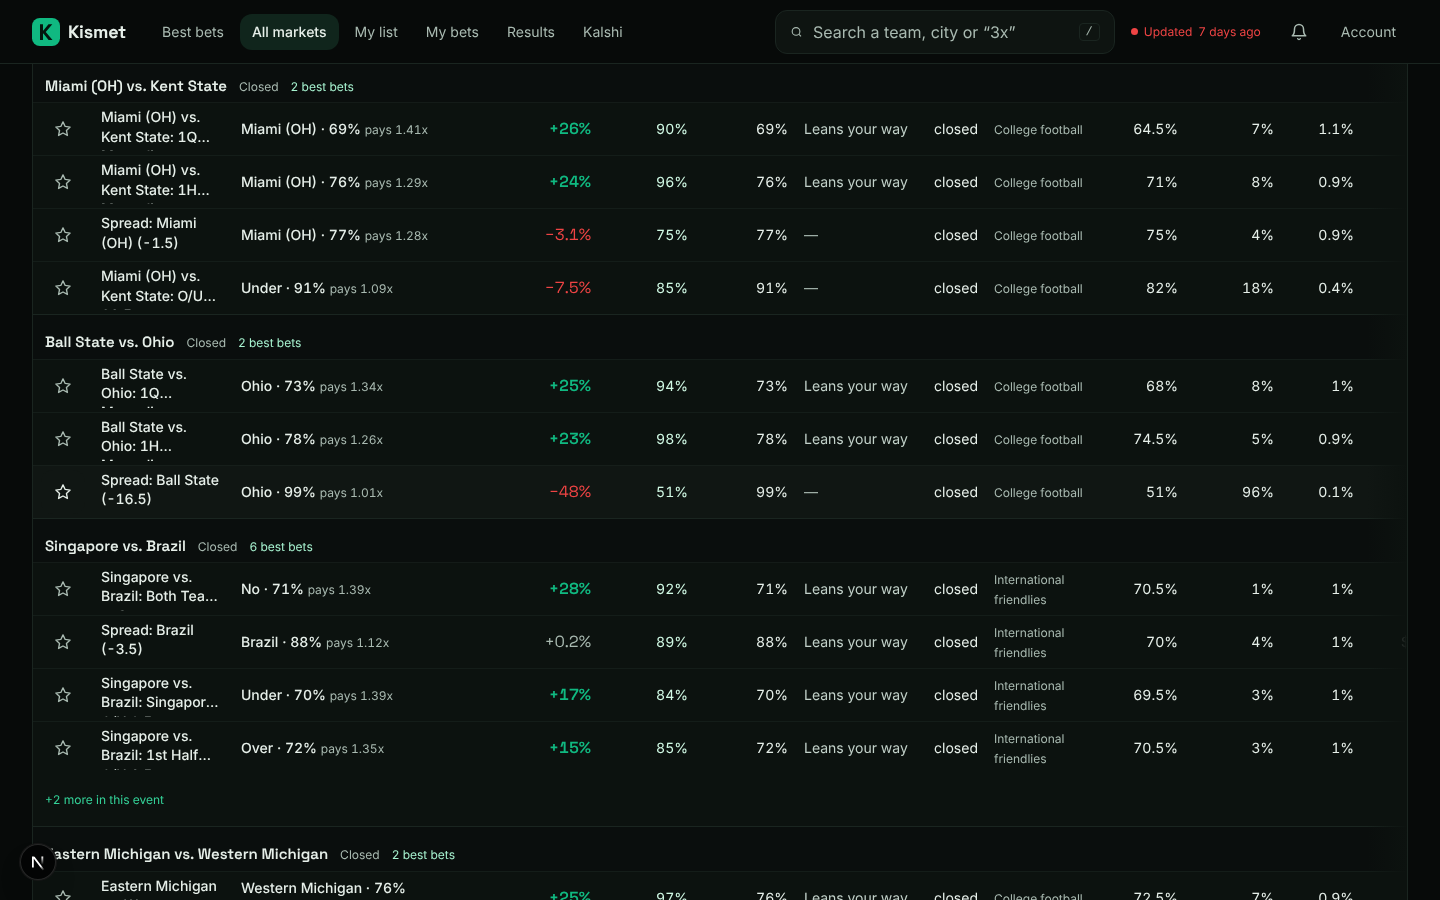 K Kismet Best bets All markets My list My bets Results Kalshi Search a team, city or “3x” / Updated 7 days ago Account
Miami (OH) vs. Kent State Closed 2 best bets
Miami (OH) vs.
Kent State: 1Q...
Miami (OH) · 69% pays 1.41x +26% 90% 69% Leans your way closed College football 64.5% 7% 1.1%
Miami (OH) vs.
Kent State: 1H...
Miami (OH) · 76% pays 1.29x +24% 96% 76% Leans your way closed College football 71% 8% 0.9%
Spread: Miami
(OH) (-1.5)
Miami (OH) · 77% pays 1.28x −3.1% 75% 77% — closed College football 75% 4% 0.9%
Miami (OH) vs.
Kent State: O/U...
Under · 91% pays 1.09x −7.5% 85% 91% — closed College football 82% 18% 0.4%
Ball State vs. Ohio Closed 2 best bets
Ball State vs.
Ohio: 1Q...
Ohio · 73% pays 1.34x +25% 94% 73% Leans your way closed College football 68% 8% 1%
Ball State vs.
Ohio: 1H...
Ohio · 78% pays 1.26x +23% 98% 78% Leans your way closed College football 74.5% 5% 0.9%
Spread: Ball State
(-16.5)
Ohio · 99% pays 1.01x −48% 51% 99% — closed College football 51% 96% 0.1%
Singapore vs. Brazil Closed 6 best bets
Singapore vs.
Brazil: Both Tea...
No · 71% pays 1.39x +28% 92% 71% Leans your way closed International friendlies 70.5% 1% 1%
Spread: Brazil
(-3.5)
Brazil · 88% pays 1.12x +0.2% 89% 88% Leans your way closed International friendlies 70% 4% 1%
Singapore vs.
Brazil: Singapor...
Under · 70% pays 1.39x +17% 84% 70% Leans your way closed International friendlies 69.5% 3% 1%
Singapore vs.
Brazil: 1st Half...
Over · 72% pays 1.35x +15% 85% 72% Leans your way closed International friendlies 70.5% 3% 1%
+2 more in this event
Eastern Michigan vs. Western Michigan Closed 2 best bets
Eastern Michigan
Western Michigan · 76%
+25% 97% 76% Leans your way closed College football 72.5% 7% 0.9%